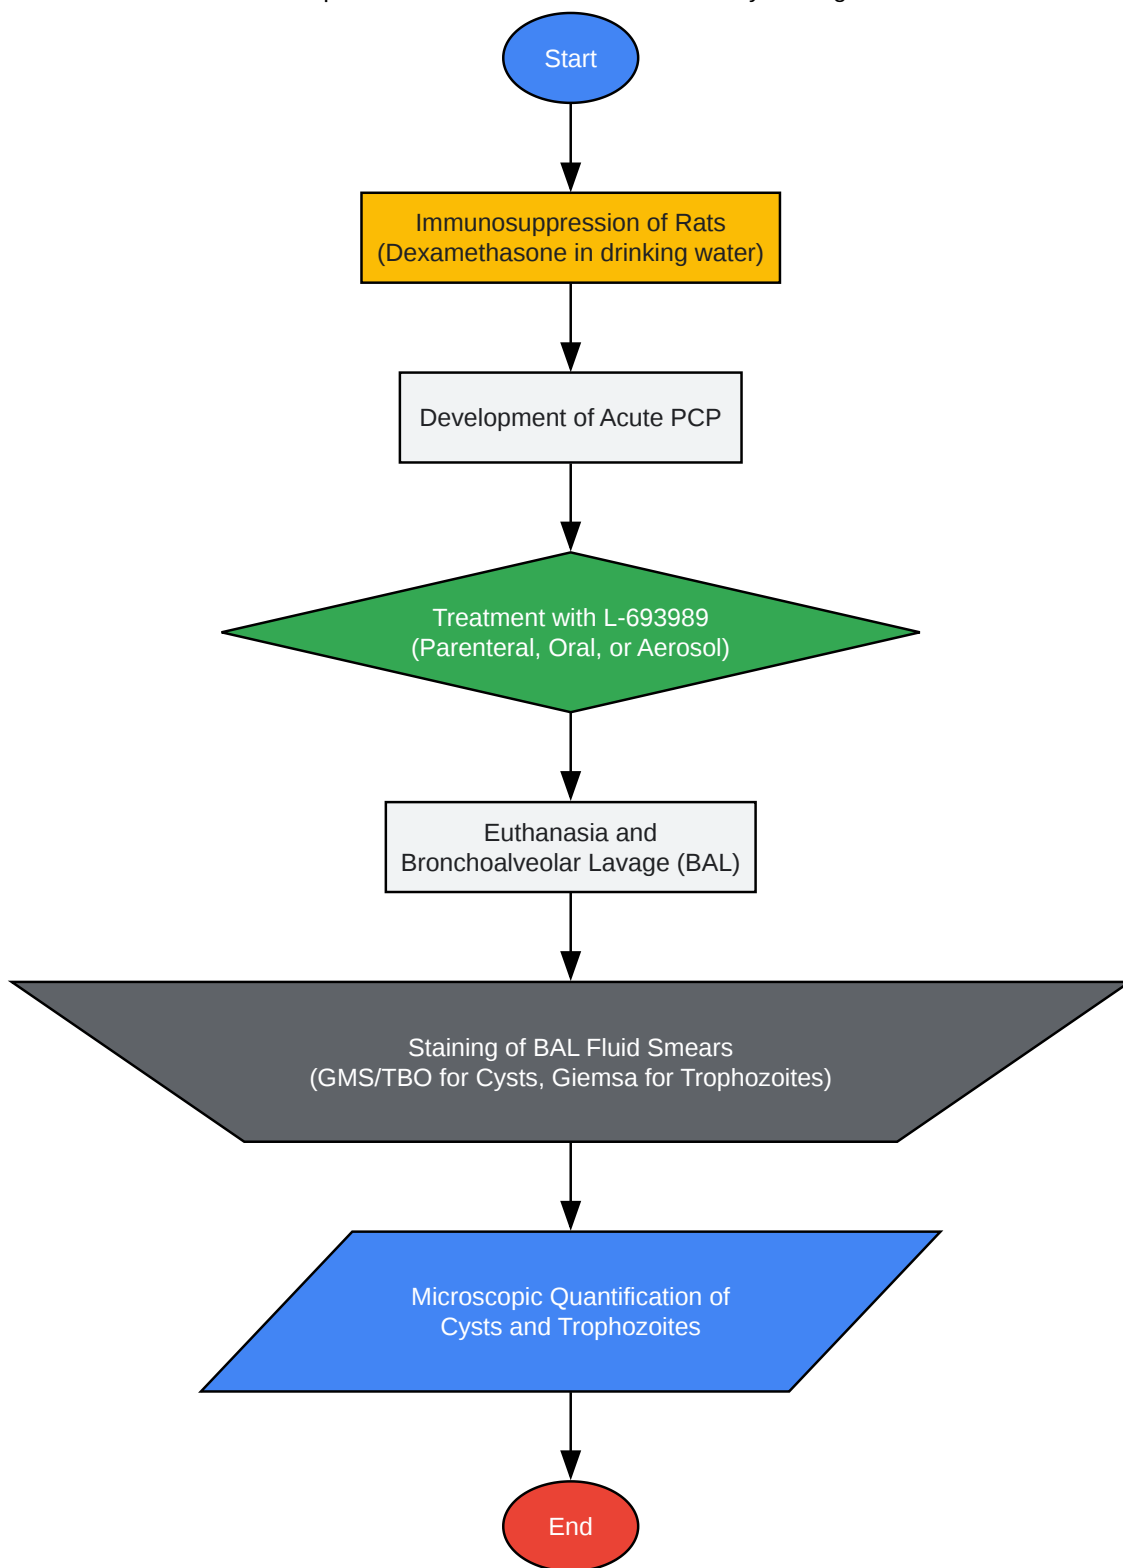 Start
Immunosuppression of Rats
(Dexamethasone in drinking water)
Development of Acute PCP
Treatment with L-693989
(Parenteral, Oral, or Aerosol)
Euthanasia and
Bronchoalveolar Lavage (BAL)
Staining of BAL Fluid Smears
(GMS/TBO for Cysts, Giemsa for Trophozoites)
Microscopic Quantification of
Cysts and Trophozoites
End